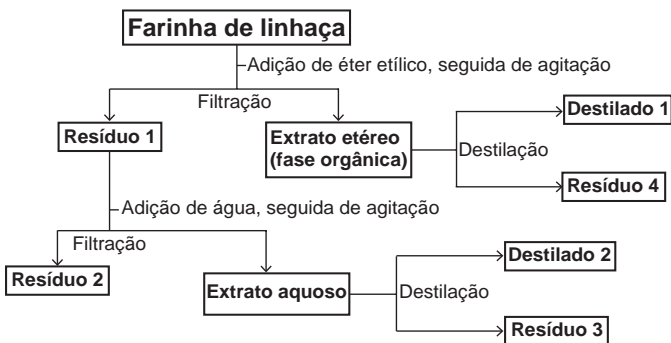 Farinha de linhaça
Adição de éter etílico, seguida de agitação
Filtração
Resíduo 1
Extrato etéreo
(fase orgânica)
Destilação
Destilado 1
Resíduo 4
Adição de água, seguida de agitação
Filtração
Resíduo 2
Extrato aquoso
Destilação
Destilado 2
Resíduo 3